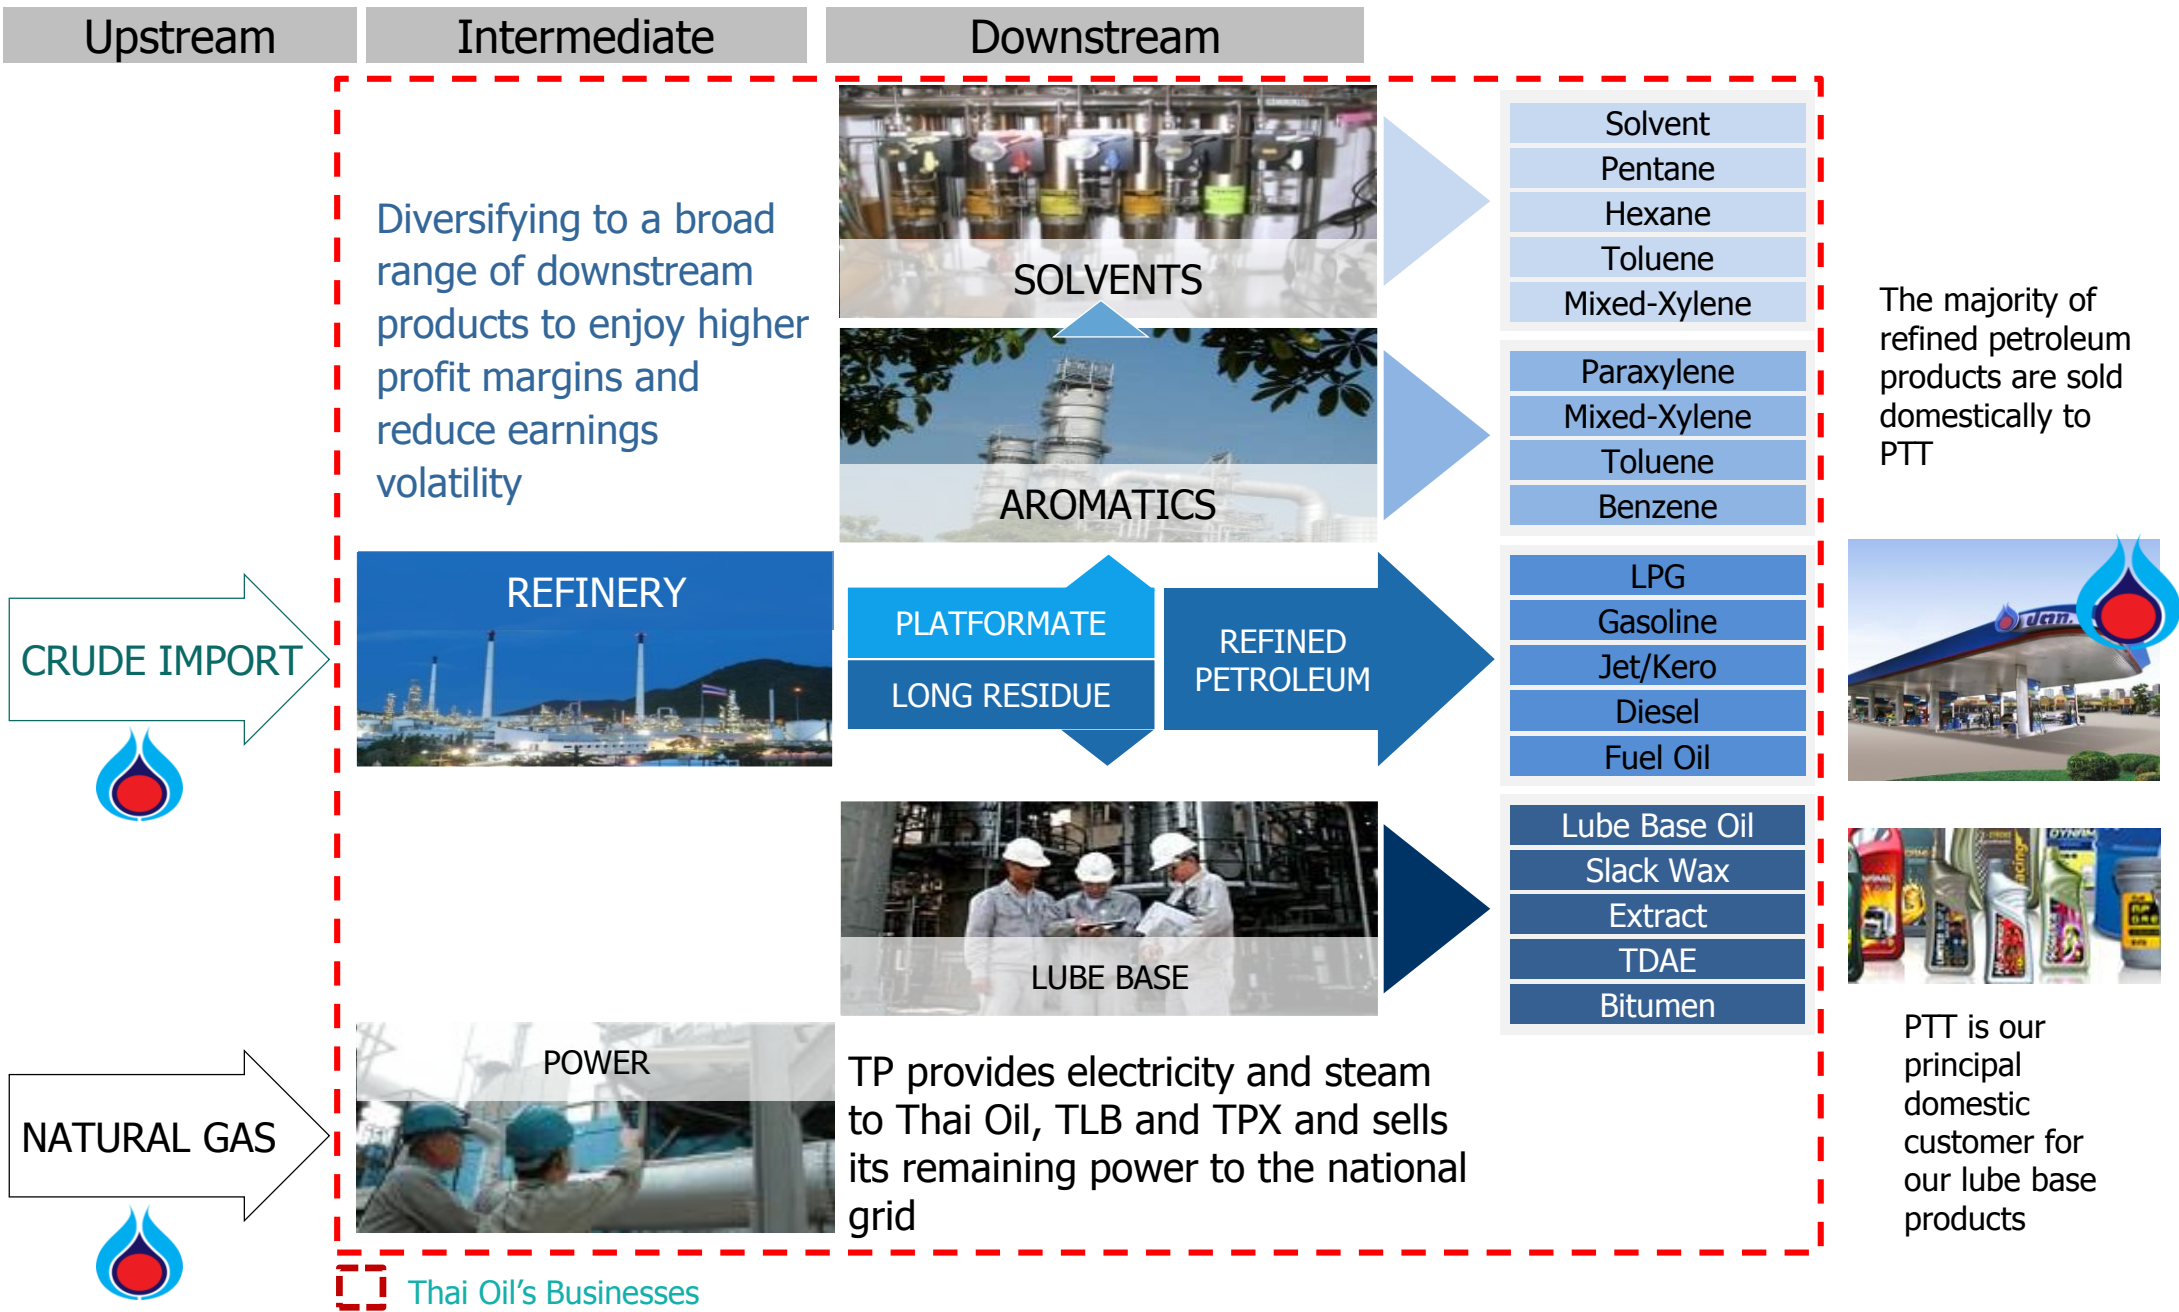 Upstream
Intermediate
Downstream
Diversifying to a broad
range of downstream
products to enjoy higher
profit margins and
reduce earnings
volatility
SOLVENTS
Solvent
Pentane
Hexane
Toluene
Mixed-Xylene
AROMATICS
Paraxylene
Mixed-Xylene
Toluene
Benzene
The majority of
refined petroleum
products are sold
domestically to
PTT
CRUDE IMPORT
REFINERY
PLATFORMATE
LONG RESIDUE
REFINED
PETROLEUM
LPG
Gasoline
Jet/Kero
Diesel
Fuel Oil
LUBE BASE
Lube Base Oil
Slack Wax
Extract
TDAE
Bitumen
PTT is our
principal
domestic
customer for
our lube base
products
NATURAL GAS
POWER
TP provides electricity and steam
to Thai Oil, TLB and TPX and sells
its remaining power to the national
grid
Thai Oil’s Businesses